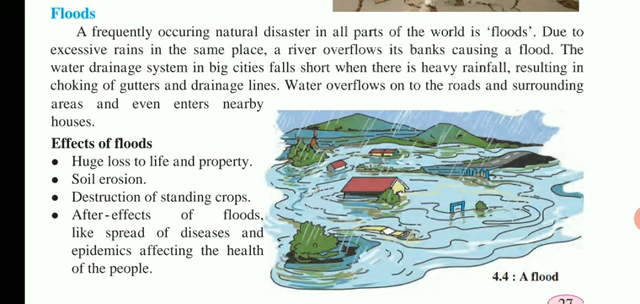 Floods
A frequently occuring natural disaster in all parts of the world is ‘floods’. Due to
excessive rains in the same place, a river overflows its banks causing a flood. The
water drainage system in big cities falls short when there is heavy rainfall, resulting in
choking of gutters and drainage lines. Water overflows on to the roads and surrounding
areas and even enters nearby
houses.
Effects of floods
● Huge loss to life and property.
● Soil erosion.
● Destruction of standing crops.
● After-effects of floods,
like spread of diseases and
epidemics affecting the health
of the people.
4.4 : A flood
27